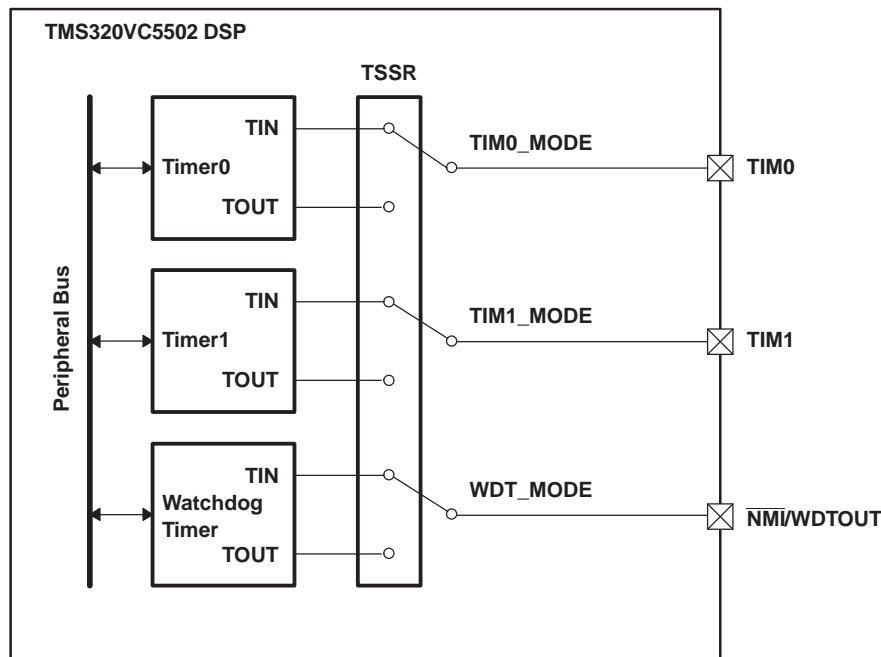 TMS320VC5502 DSP
TSSR
TIN
TIM0_MODE
Timer0
TIM0
TOUT
Peripheral Bus
TIN
TIM1_MODE
Timer1
TIM1
TOUT
TIN
WDT_MODE
Watchdog
Timer
N̅M̅I̅/WDTOUT
TOUT